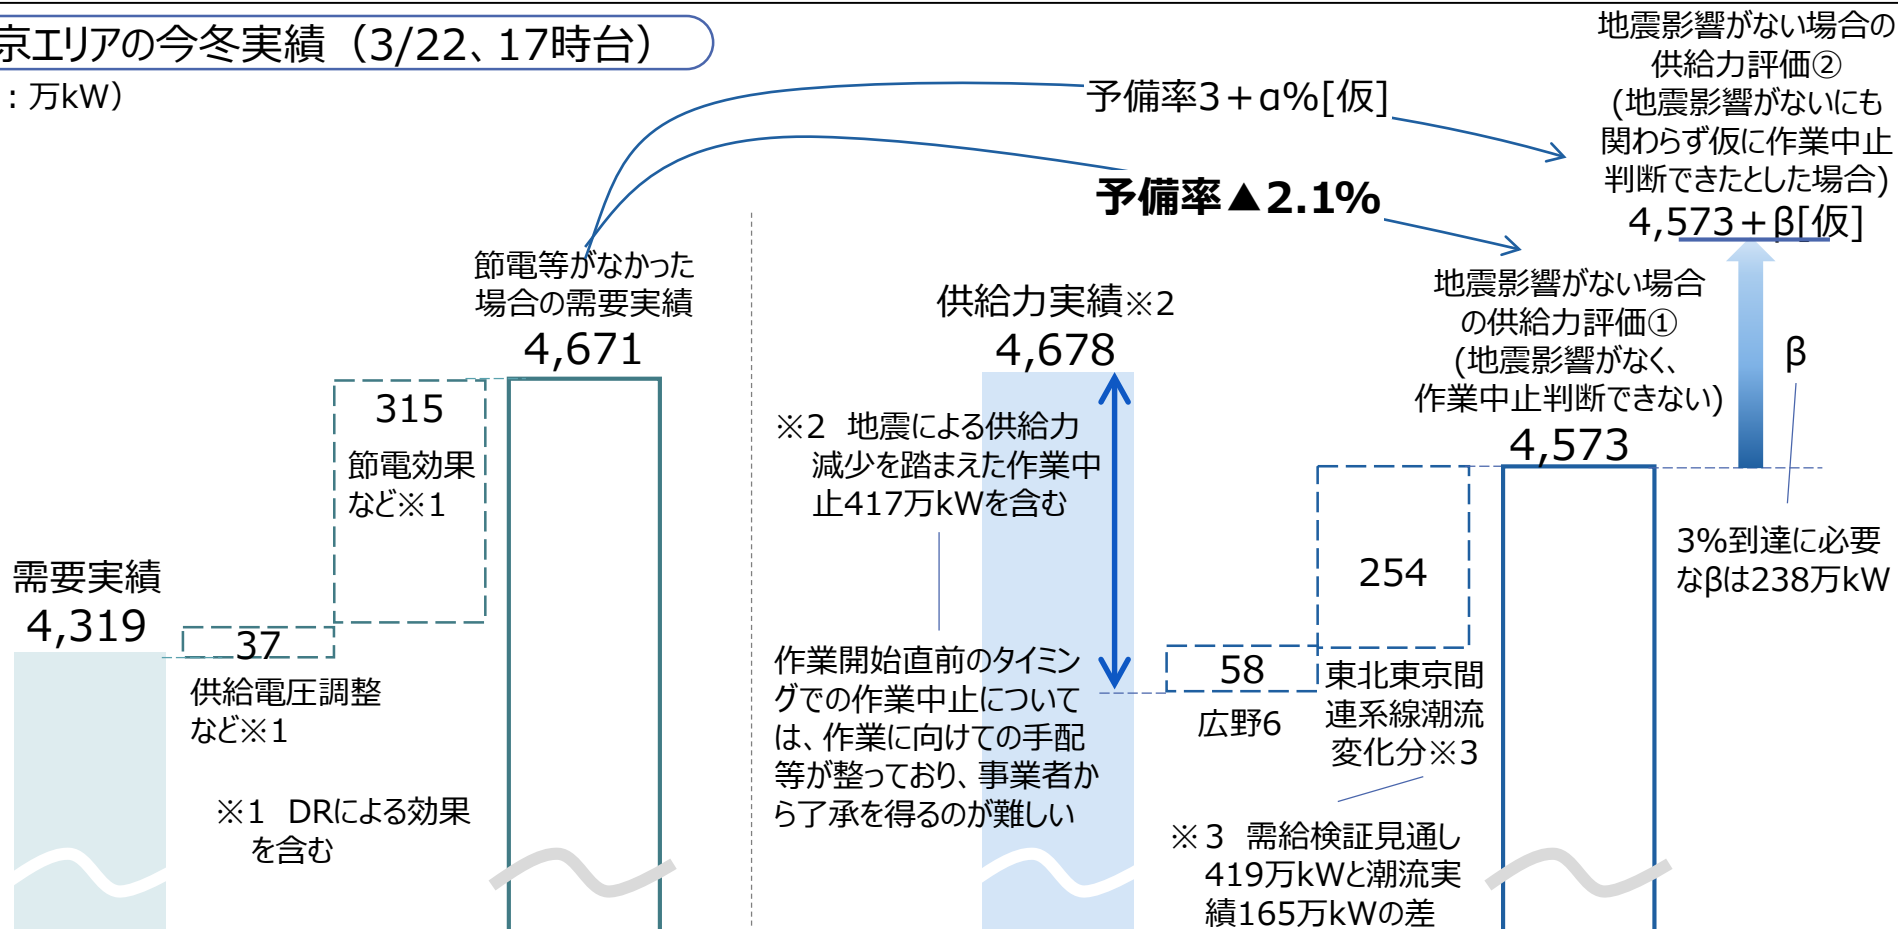 京エリアの今冬実績（3/22、17時台）
：万kW）
予備率3＋α%[仮]
予備率▲2.1%
地震影響がない場合の
供給力評価②
(地震影響がないにも
関わらず仮に作業中止
判断できたとした場合)
4,573＋β[仮]
節電等がなかった
場合の需要実績
4,671
315
節電効果
など※1
需要実績
4,319
37
供給電圧調整
など※1
※1 DRによる効果
を含む
供給力実績※2
4,678
※2 地震による供給力
減少を踏まえた作業中
止417万kWを含む
作業開始直前のタイミン
グでの作業中止について
は、作業に向けての手配
等が整っており、事業者か
ら了承を得るのが難しい
58
広野6
254
東北東京間
連系線潮流
変化分※3
※3 需給検証見通し
419万kWと潮流実
績165万kWの差
地震影響がない場合
の供給力評価①
(地震影響がなく、
作業中止判断できない)
4,573
β
3%到達に必要
なβは238万kW